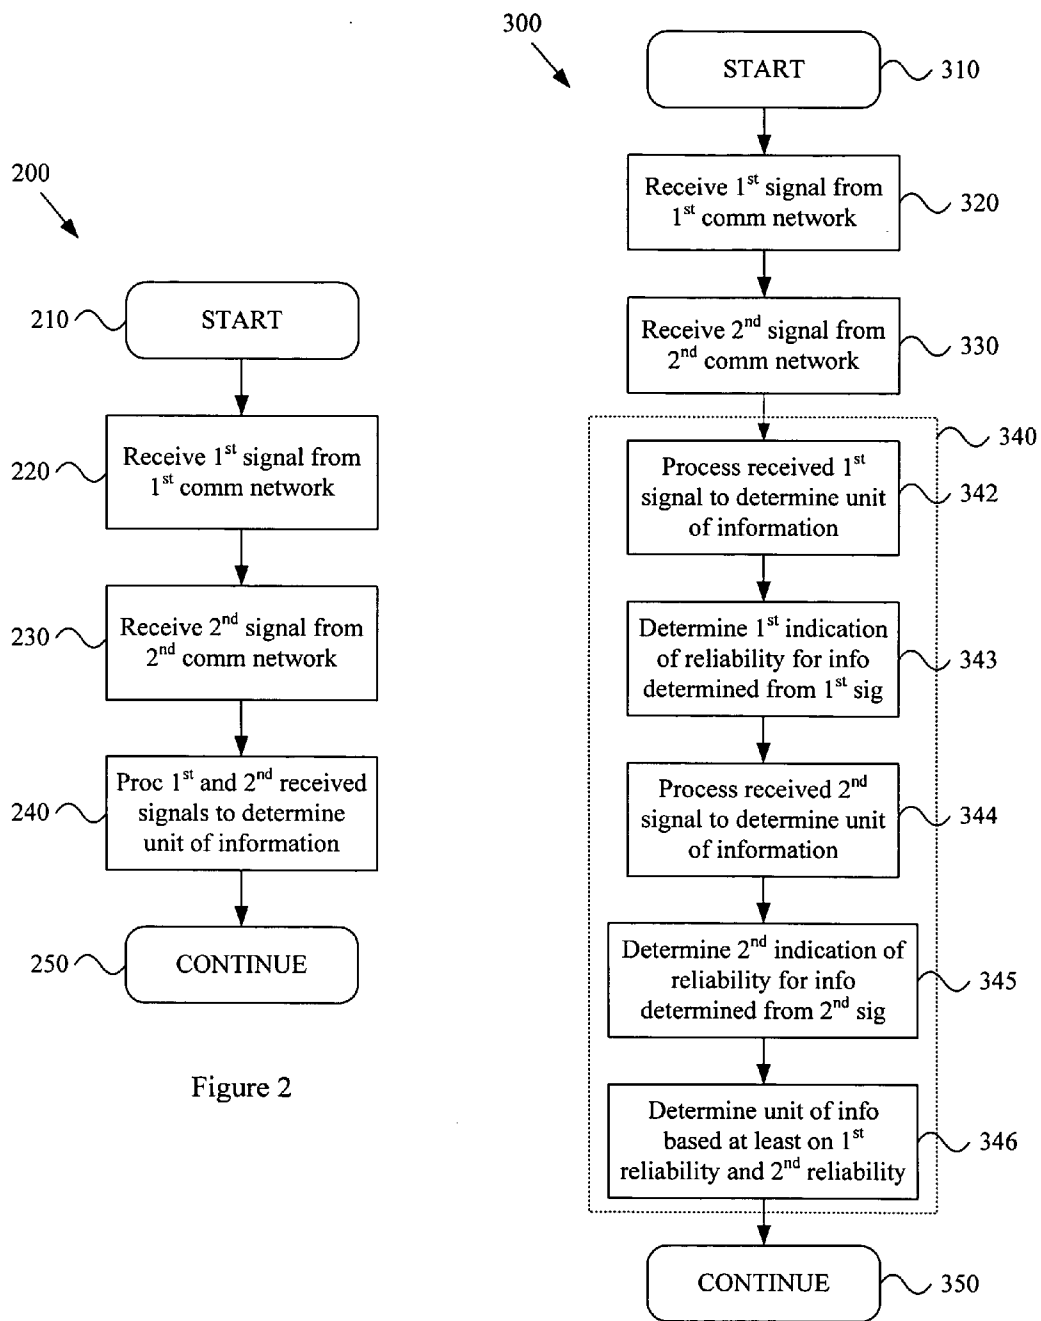 200
210
START
220
Receive 1st signal from
1st comm network
230
Receive 2nd signal from
2nd comm network
240
Proc 1st and 2nd received
signals to determine
unit of information
250
CONTINUE
Figure 2
300
START
310
Receive 1st signal from
1st comm network
320
Receive 2nd signal from
2nd comm network
330
340
Process received 1st
signal to determine unit
of information
342
Determine 1st indication
of reliability for info
determined from 1st sig
343
Process received 2nd
signal to determine unit
of information
344
Determine 2nd indication of
reliability for info
determined from 2nd sig
345
Determine unit of info
based at least on 1st
reliability and 2nd reliability
346
CONTINUE
350